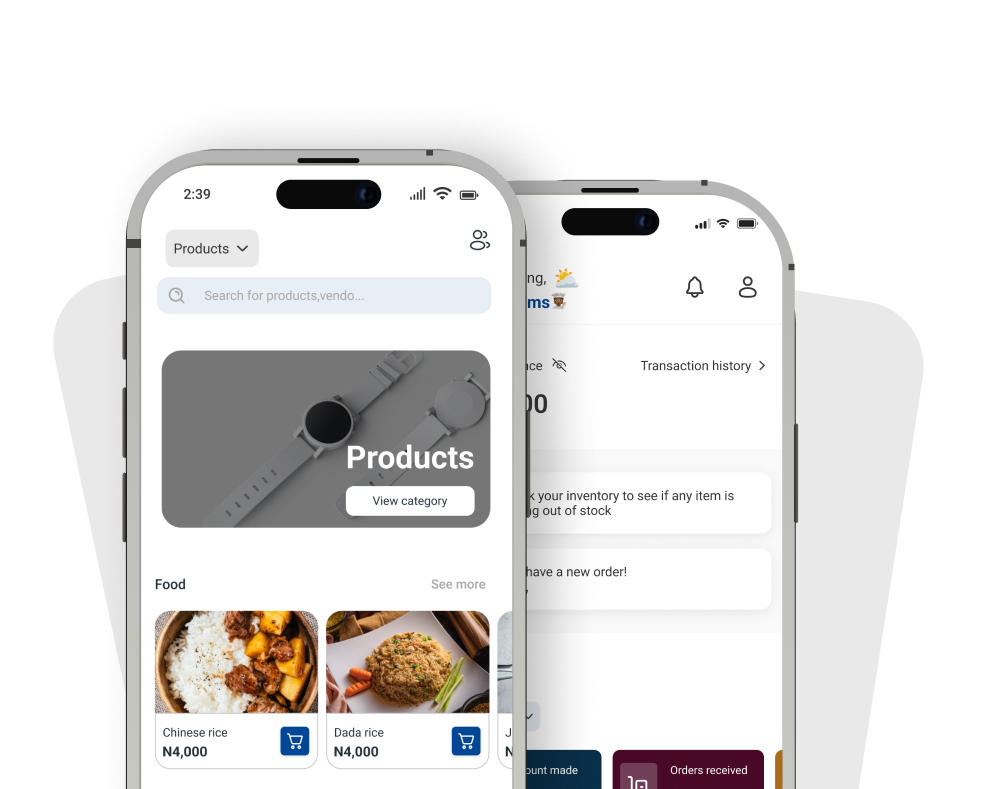 2:39
Products
Search for products,vendo...
Products
View category
Food
See more
Chinese rice
N4,000
Dada rice
N4,000
J
N
ng,
ms
Transaction history
00
your inventory to see if any item is
out of stock
have a new order!
made
Orders received